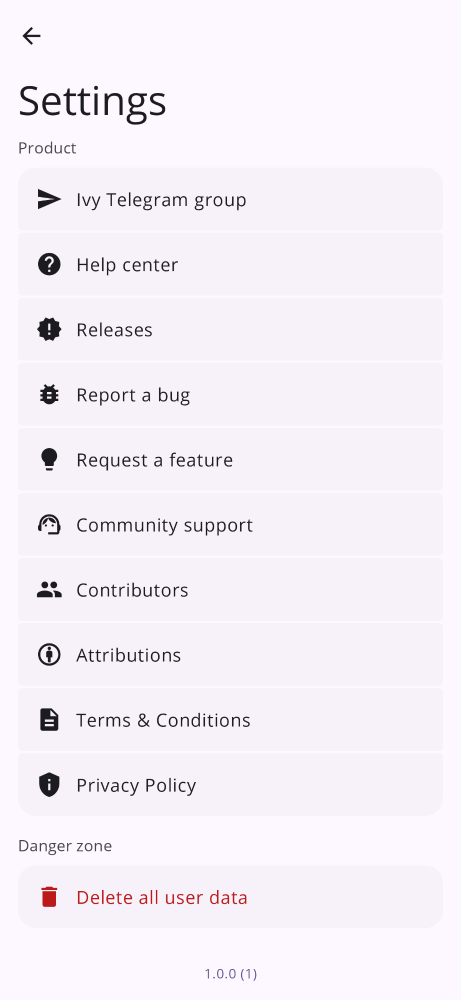 Settings
Product
Ivy Telegram group
Help center
Releases
Report a bug
Request a feature
Community support
Contributors
Attributions
Terms & Conditions
Privacy Policy
Danger zone
Delete all user data
1.0.0 (1)